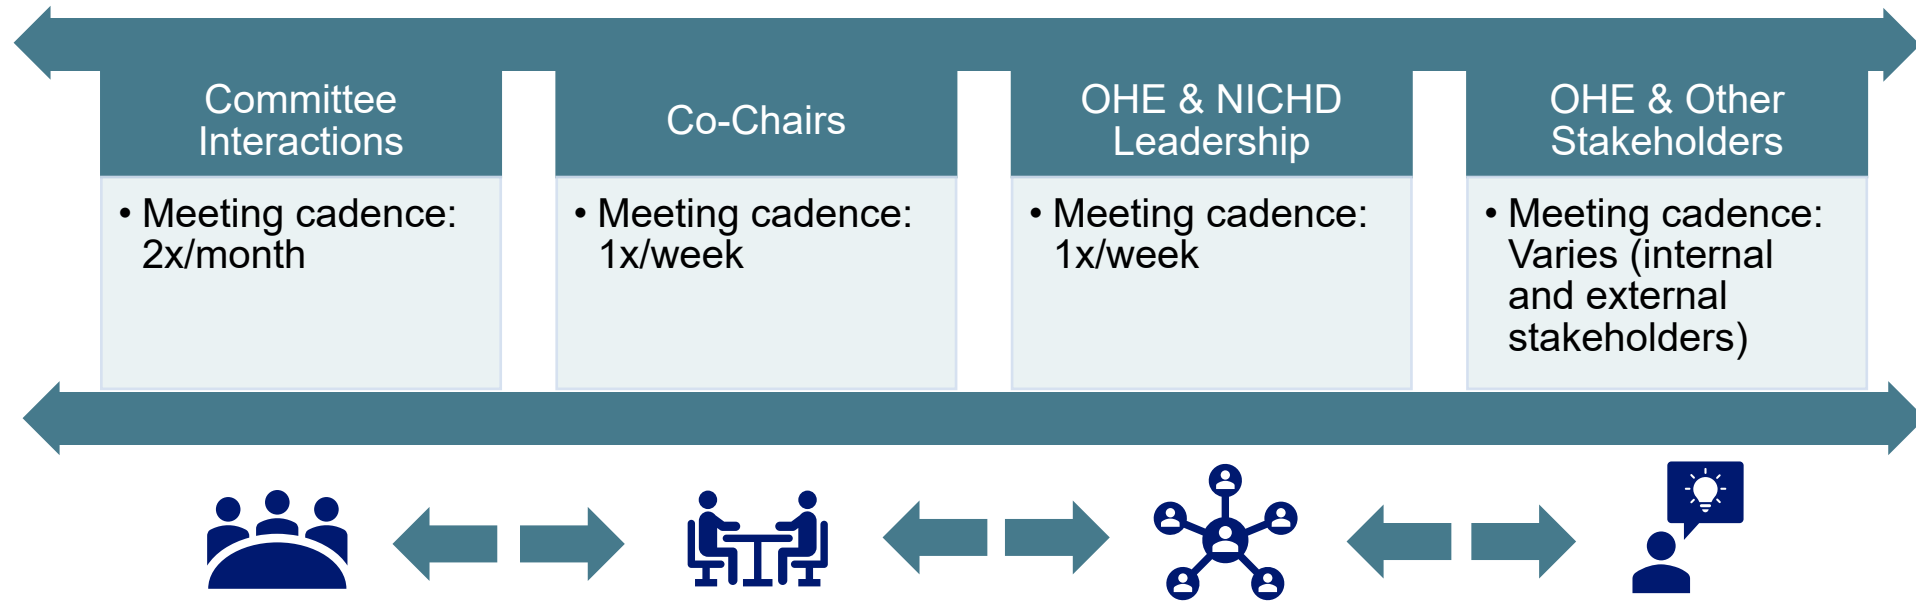 Committee
Interactions
• Meeting cadence:
2x/month
Co-Chairs
• Meeting cadence:
1x/week
OHE & NICHD
Leadership
• Meeting cadence:
1x/week
OHE & Other
Stakeholders
• Meeting cadence:
Varies (internal
and external
stakeholders)